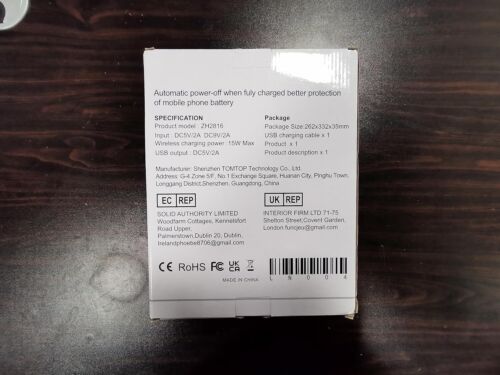 Automatic power-off when fully charged better protection
of mobile phone battery
SPECIFICATION
Product model : ZH2816
Input : DC5V/2A DC9V/2A
Wireless charging power :15W Max
USB output : DC5V/2A
Package
Package Size:262x332x35mm
USB charging cable x 1
Product x 1
Product description x 1
Manufacturer: Shenzhen TOMTOP Technology Co., Ltd.
Address: G-4 Zone 5/F, No.1 Exchange Square, Huanan City, Pinghu Town,
Longgang District,Shenzhen, Guangdong, China
EC REP
SOLID AUTHORITY LIMITED
Woodfarm Cottages, Kennelsfort
Road Upper,
Palmerstown,Dublin 20, Dublin,
Irelandphoebe8706@gmail.com
UK REP
INTERIOR FIRM LTD 71-75
Shelton Street,Covent Garden,
London.funcjeu@gmail.com
CE RoHS FC UK CA
MADE IN CHINA
L N 0 0 4